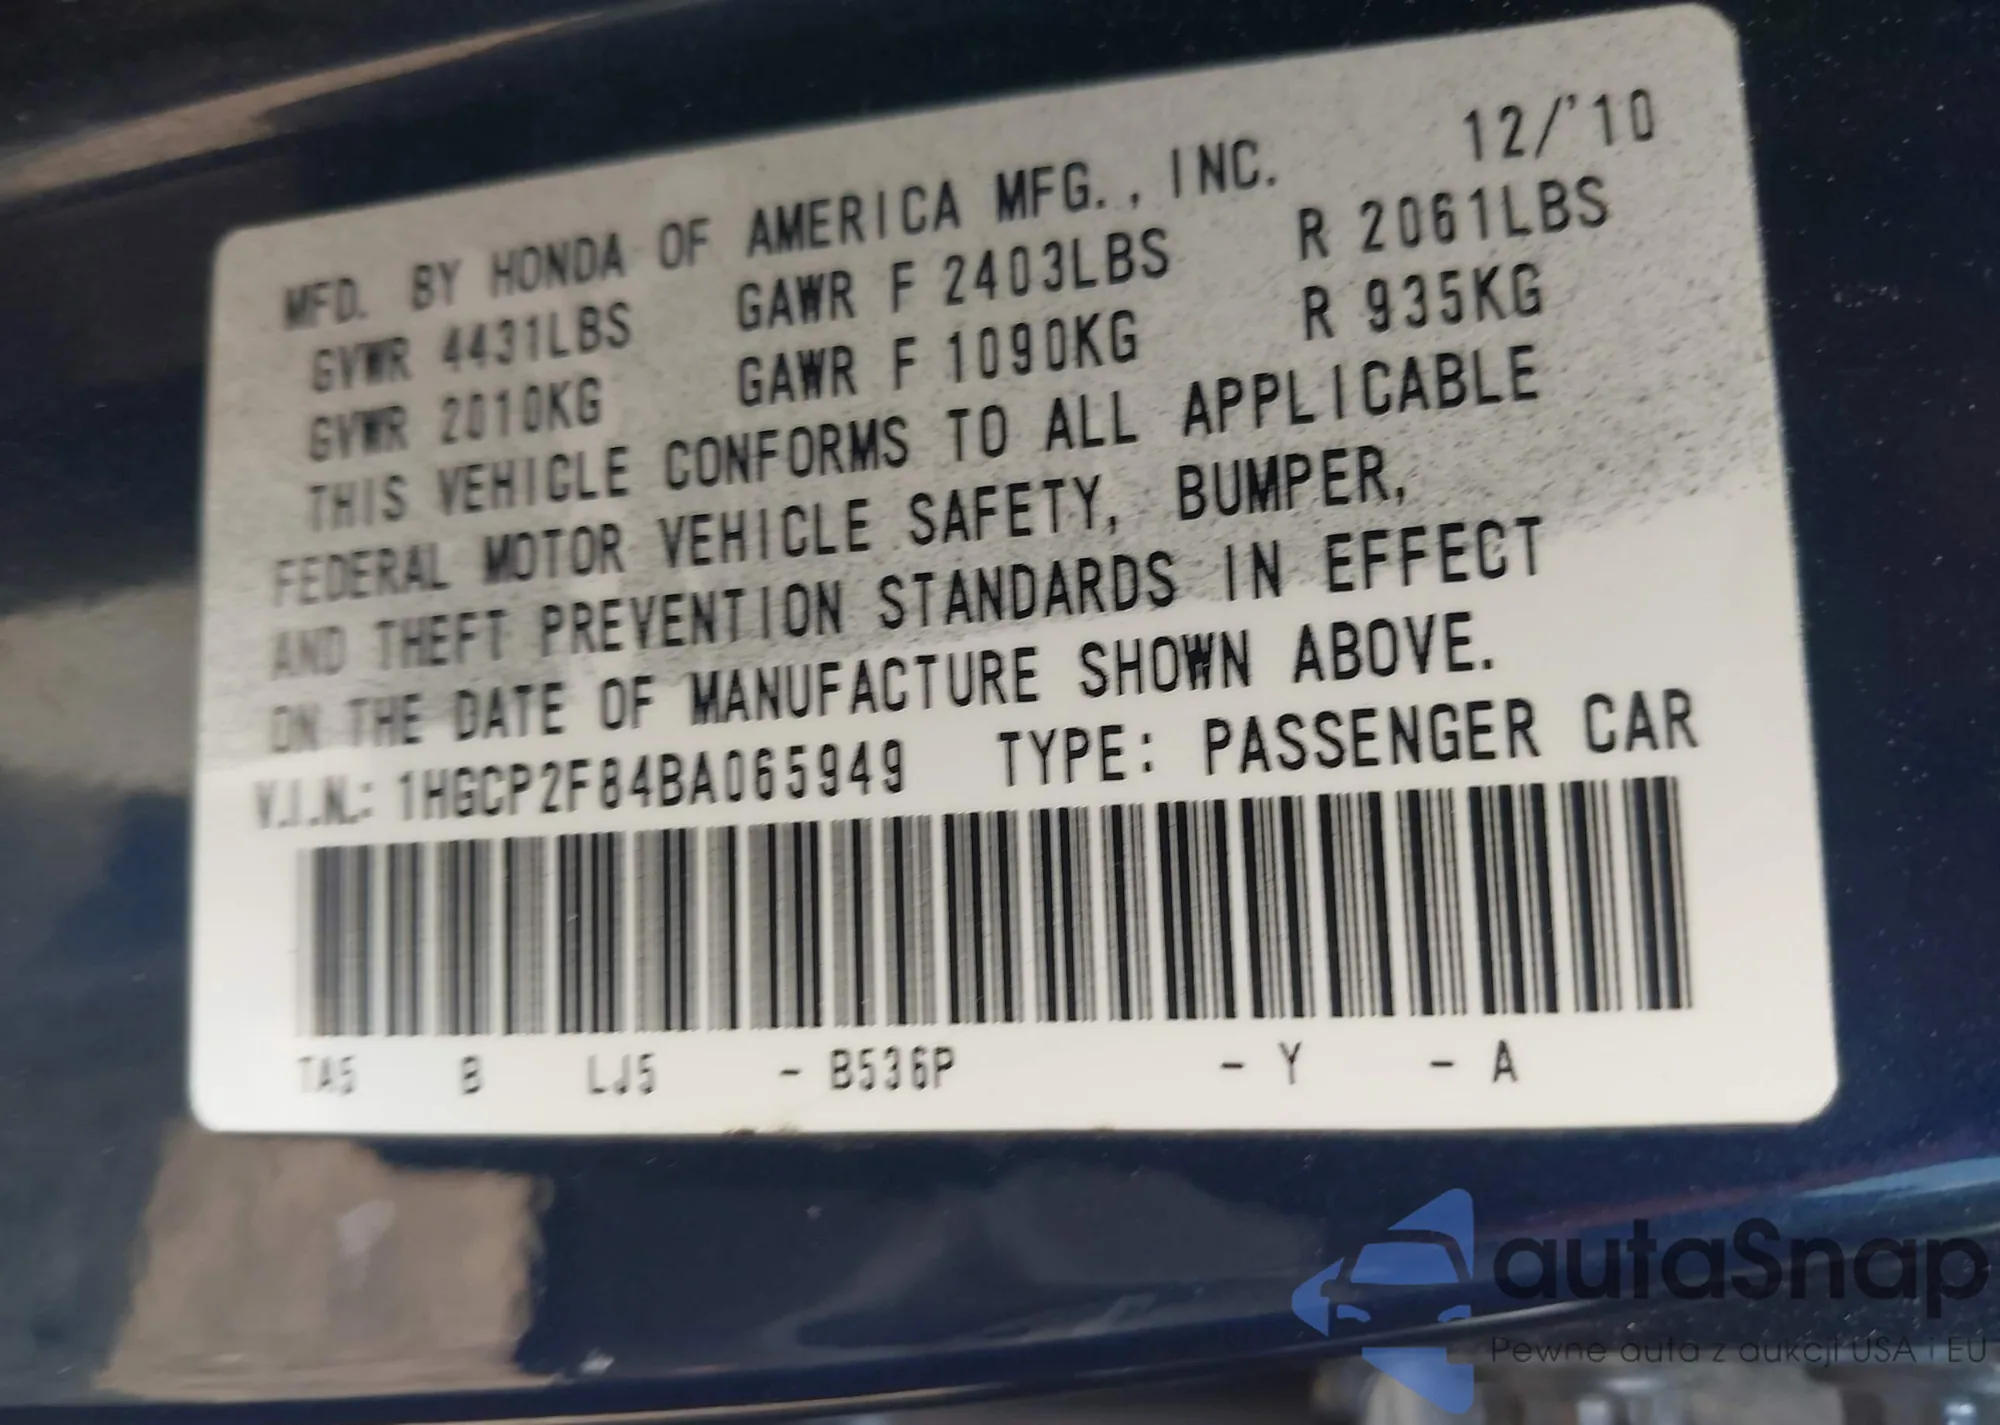 12/'10
MFD. BY HONDA OF AMERICA MFG., INC.
GVWR 4431LBS GAWR F 2403LBS R 2061LBS
GVWR 2010KG GAWR F 1090KG R 935KG
THIS VEHICLE CONFORMS TO ALL APPLICABLE
FEDERAL MOTOR VEHICLE SAFETY, BUMPER,
AND THEFT PREVENTION STANDARDS IN EFFECT
ON THE DATE OF MANUFACTURE SHOWN ABOVE.
V.I.N.: 1HGCP2F84BA065949 TYPE: PASSENGER CAR
TA5 B LJ5 - B536P - Y - A
autaSnap
Pewne auta z aukcji USA i EU